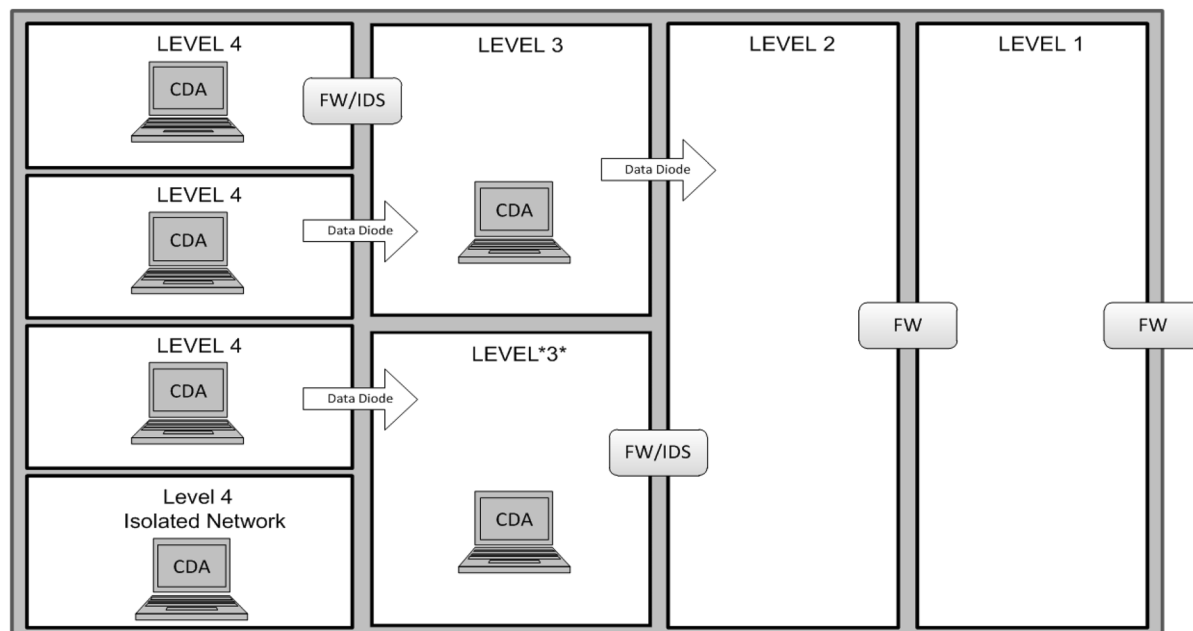 LEVEL 4
CDA
FW/IDS
LEVEL 4
CDA
Data Diode
LEVEL 4
CDA
Data Diode
Level 4
Isolated Network
CDA
LEVEL 3
CDA
Data Diode
LEVEL*3*
CDA
FW/IDS
LEVEL 2
FW
LEVEL 1
FW